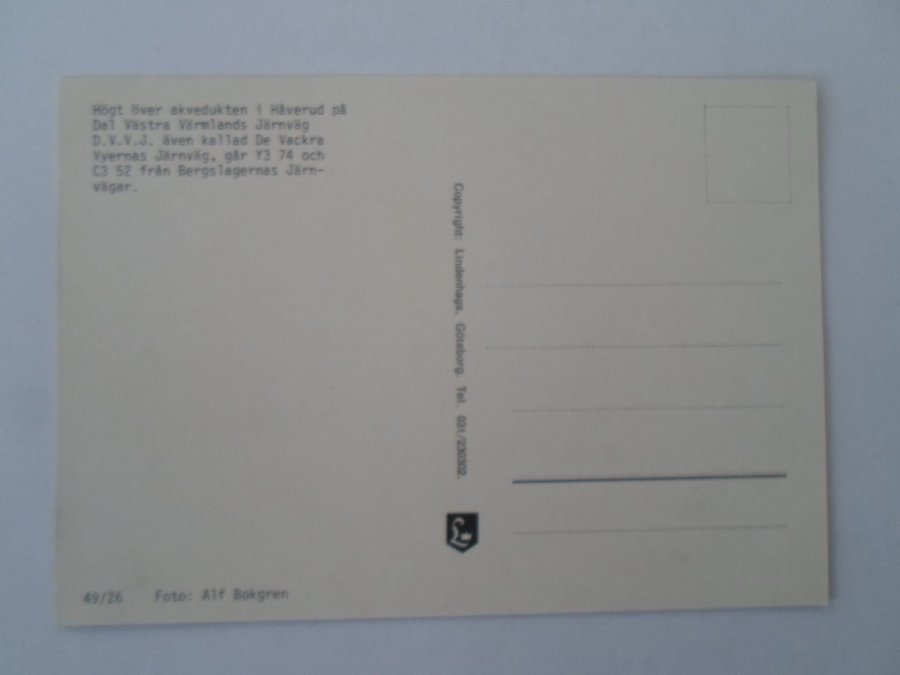 Högt över akvedukten i Håverud på
Dal Västra Värmlands Järnväg
D.V.V.J. även kallad De Vackra
Vyernas Järnväg, går Y3 74 och
C3 52 från Bergslagernas Järn-
vägar.
49/26 Foto: Alf Bokgren
Copyright: Lindenhags, Göteborg. Tel. 031/230302.
L